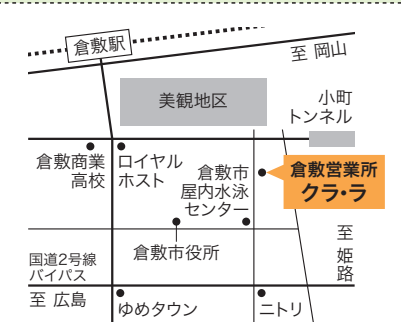 倉敷駅
至 岡山
美観地区
小町
トンネル
倉敷商業
高校
ロイヤル
ホスト
倉敷市
屋内水泳
センター
倉敷営業所
クラ・ラ
倉敷市役所
至
姫
路
国道2号線
バイパス
至 広島
ゆめタウン
ニトリ